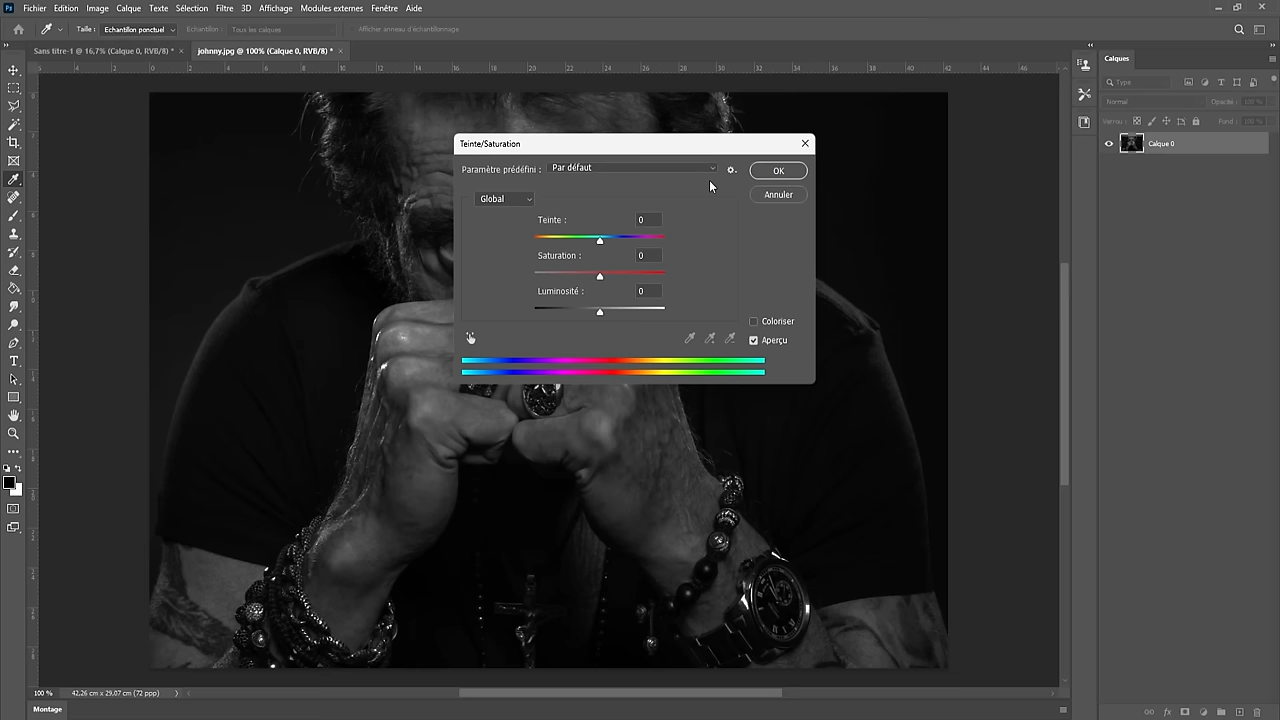 Ps Fichier Edition Image Calque Texte Sélection Filtre 3D Affichage Modules externes Fenêtre Aide
Taille : Echantillon ponctuel Echantillon : Tous les calques Afficher anneau d'échantillonnage
Sans titre-1 @ 16,7% (Calque 0, RVB/8) * × johnny.jpg @ 100% (Calque 0, RVB/8) * ×
Calques
Type
Normal Opacité : 100 %
Verrou : Fond : 100 %
Calque 0
Teinte/Saturation
Paramètre prédéfini : Par défaut
OK
Annuler
Global
Teinte : 0
Saturation : 0
Luminosité : 0
Coloriser
Aperçu
100 % 42,26 cm x 29,07 cm (72 ppp)
Montage